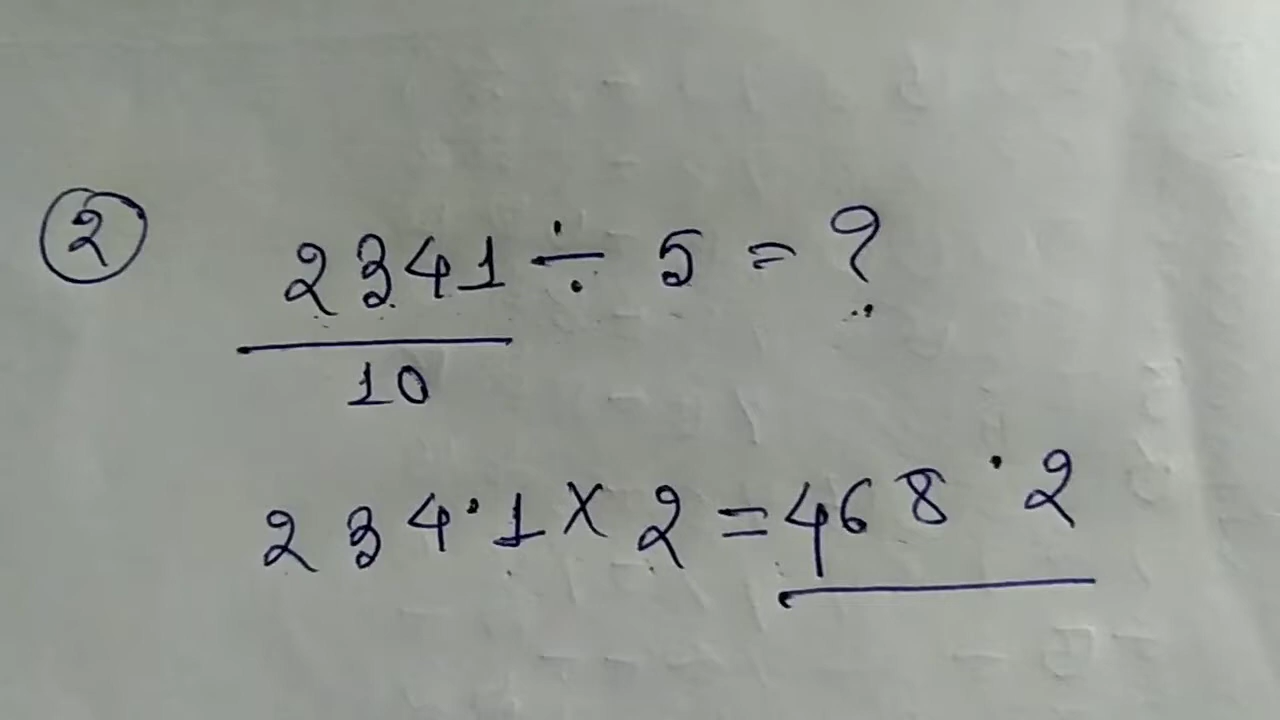 2 2341 ÷ 5 = ?
10
234.1 x 2 = 468.2